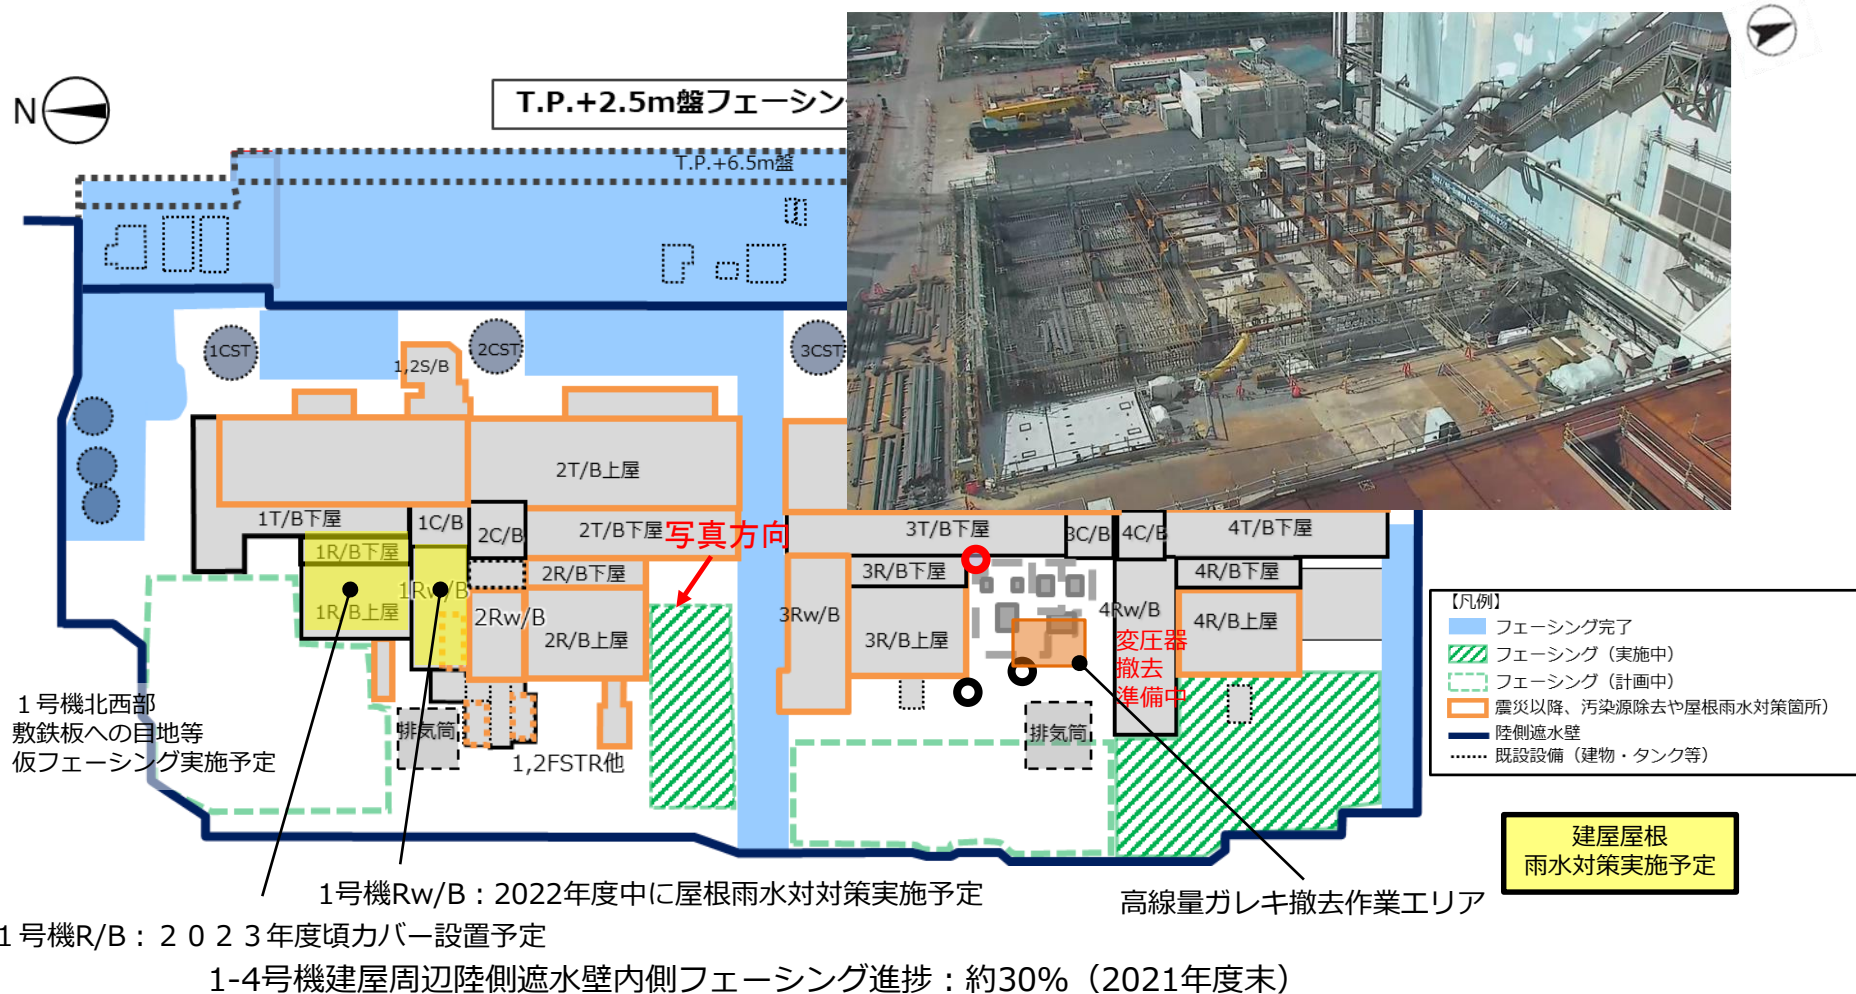 N
T.P.+2.5m盤フェーシン
T.P.+6.5m盤
1CST
2CST
3CST
1,2S/B
2T/B上屋
1T/B下屋
1C/B
2C/B
2T/B下屋
写真方向
3T/B下屋
3C/B
4C/B
4T/B下屋
1R/B下屋
2R/B下屋
3R/B下屋
4R/B下屋
1Rw/B
1R/B上屋
2Rw/B
2R/B上屋
3Rw/B
3R/B上屋
4Rw/B
4R/B上屋
変圧器
撤去
準備中
排気筒
排気筒
1,2FSTR他
1号機北西部
敷鉄板への目地等
仮フェーシング実施予定
【凡例】
フェーシング完了
フェーシング（実施中）
フェーシング（計画中）
震災以降、汚染源除去や屋根雨水対策箇所）
陸側遮水壁
既設設備（建物・タンク等）
建屋屋根
雨水対策実施予定
1号機Rw/B：2022年度中に屋根雨水対対策実施予定
高線量ガレキ撤去作業エリア
1号機R/B：２０２３年度頃カバー設置予定
1-4号機建屋周辺陸側遮水壁内側フェーシング進捗：約30%（2021年度末）